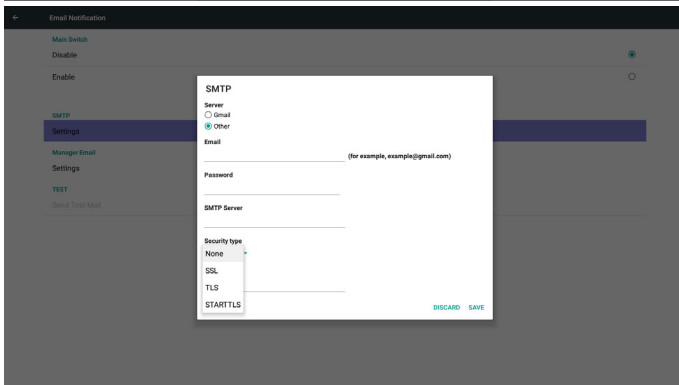 Email Notification
Main Switch
Disable
Enable
SMTP
Settings
Manager Email
Settings
TEST
Send Test Mail
SMTP
Server
Gmail
Other
Email
(for example, example@gmail.com)
Password
SMTP Server
Security type
None
SSL
TLS
STARTTLS
DISCARD SAVE